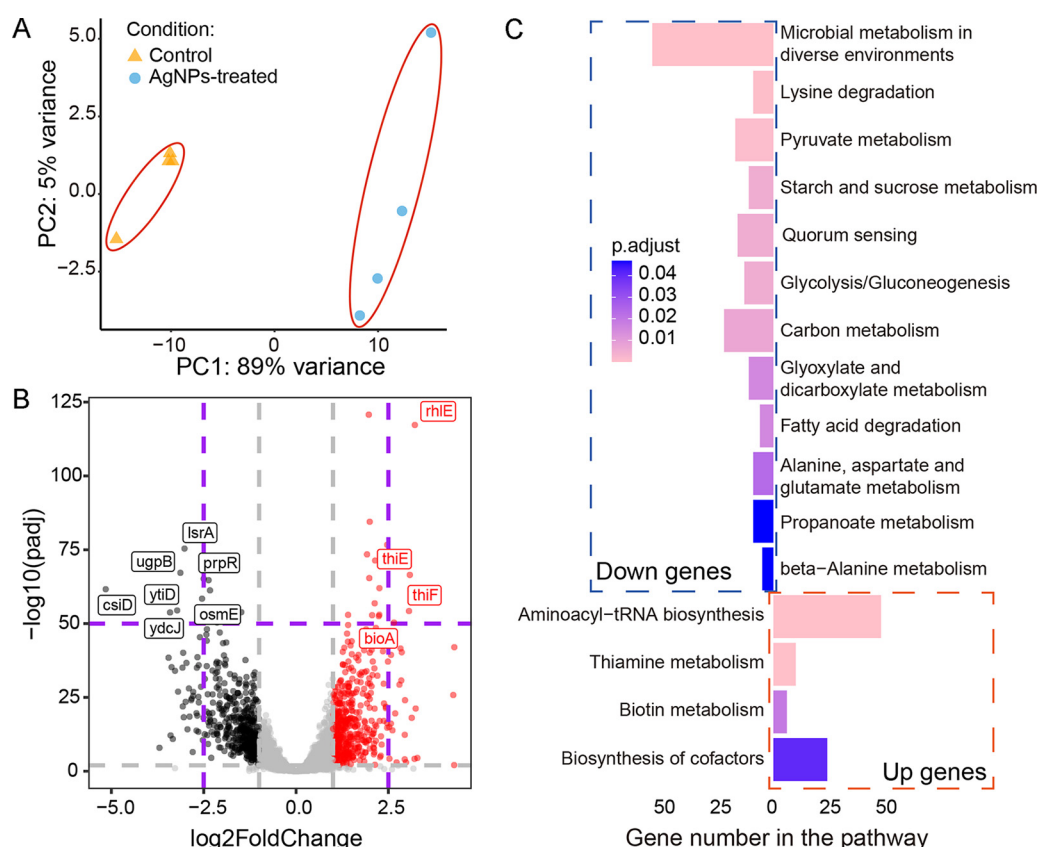 A
Condition:
Control
AgNPs-treated
5.0
2.5
0.0
−2.5
PC2: 5% variance
−10
0
10
PC1: 89% variance
B
125
100
75
50
25
0
−log10(padj)
rhlE
lsrA
ugpB
prpR
thiE
ytiD
csiD
thiF
osmE
ydcJ
bioA
−5.0
−2.5
0.0
2.5
log2FoldChange
C
Microbial metabolism in
diverse environments
Lysine degradation
Pyruvate metabolism
Starch and sucrose metabolism
Quorum sensing
Glycolysis/Gluconeogenesis
Carbon metabolism
Glyoxylate and
dicarboxylate metabolism
Fatty acid degradation
Alanine, aspartate and
glutamate metabolism
Propanoate metabolism
beta−Alanine metabolism
p.adjust
0.04
0.03
0.02
0.01
Down genes
Aminoacyl−tRNA biosynthesis
Thiamine metabolism
Biotin metabolism
Biosynthesis of cofactors
Up genes
50
25
0
25
50
Gene number in the pathway